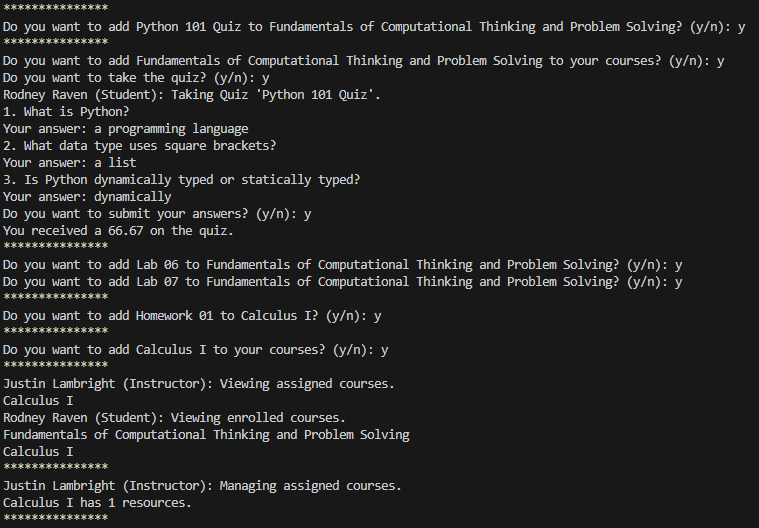 ***************
Do you want to add Python 101 Quiz to Fundamentals of Computational Thinking and Problem Solving? (y/n): y
***************
Do you want to add Fundamentals of Computational Thinking and Problem Solving to your courses? (y/n): y
Do you want to take the quiz? (y/n): y
Rodney Raven (Student): Taking Quiz 'Python 101 Quiz'.
1. What is Python?
Your answer: a programming language
2. What data type uses square brackets?
Your answer: a list
3. Is Python dynamically typed or statically typed?
Your answer: dynamically
Do you want to submit your answers? (y/n): y
You received a 66.67 on the quiz.
***************
Do you want to add Lab 06 to Fundamentals of Computational Thinking and Problem Solving? (y/n): y
Do you want to add Lab 07 to Fundamentals of Computational Thinking and Problem Solving? (y/n): y
***************
Do you want to add Homework 01 to Calculus I? (y/n): y
***************
Do you want to add Calculus I to your courses? (y/n): y
***************
Justin Lambright (Instructor): Viewing assigned courses.
Calculus I
Rodney Raven (Student): Viewing enrolled courses.
Fundamentals of Computational Thinking and Problem Solving
Calculus I
***************
Justin Lambright (Instructor): Managing assigned courses.
Calculus I has 1 resources.
***************